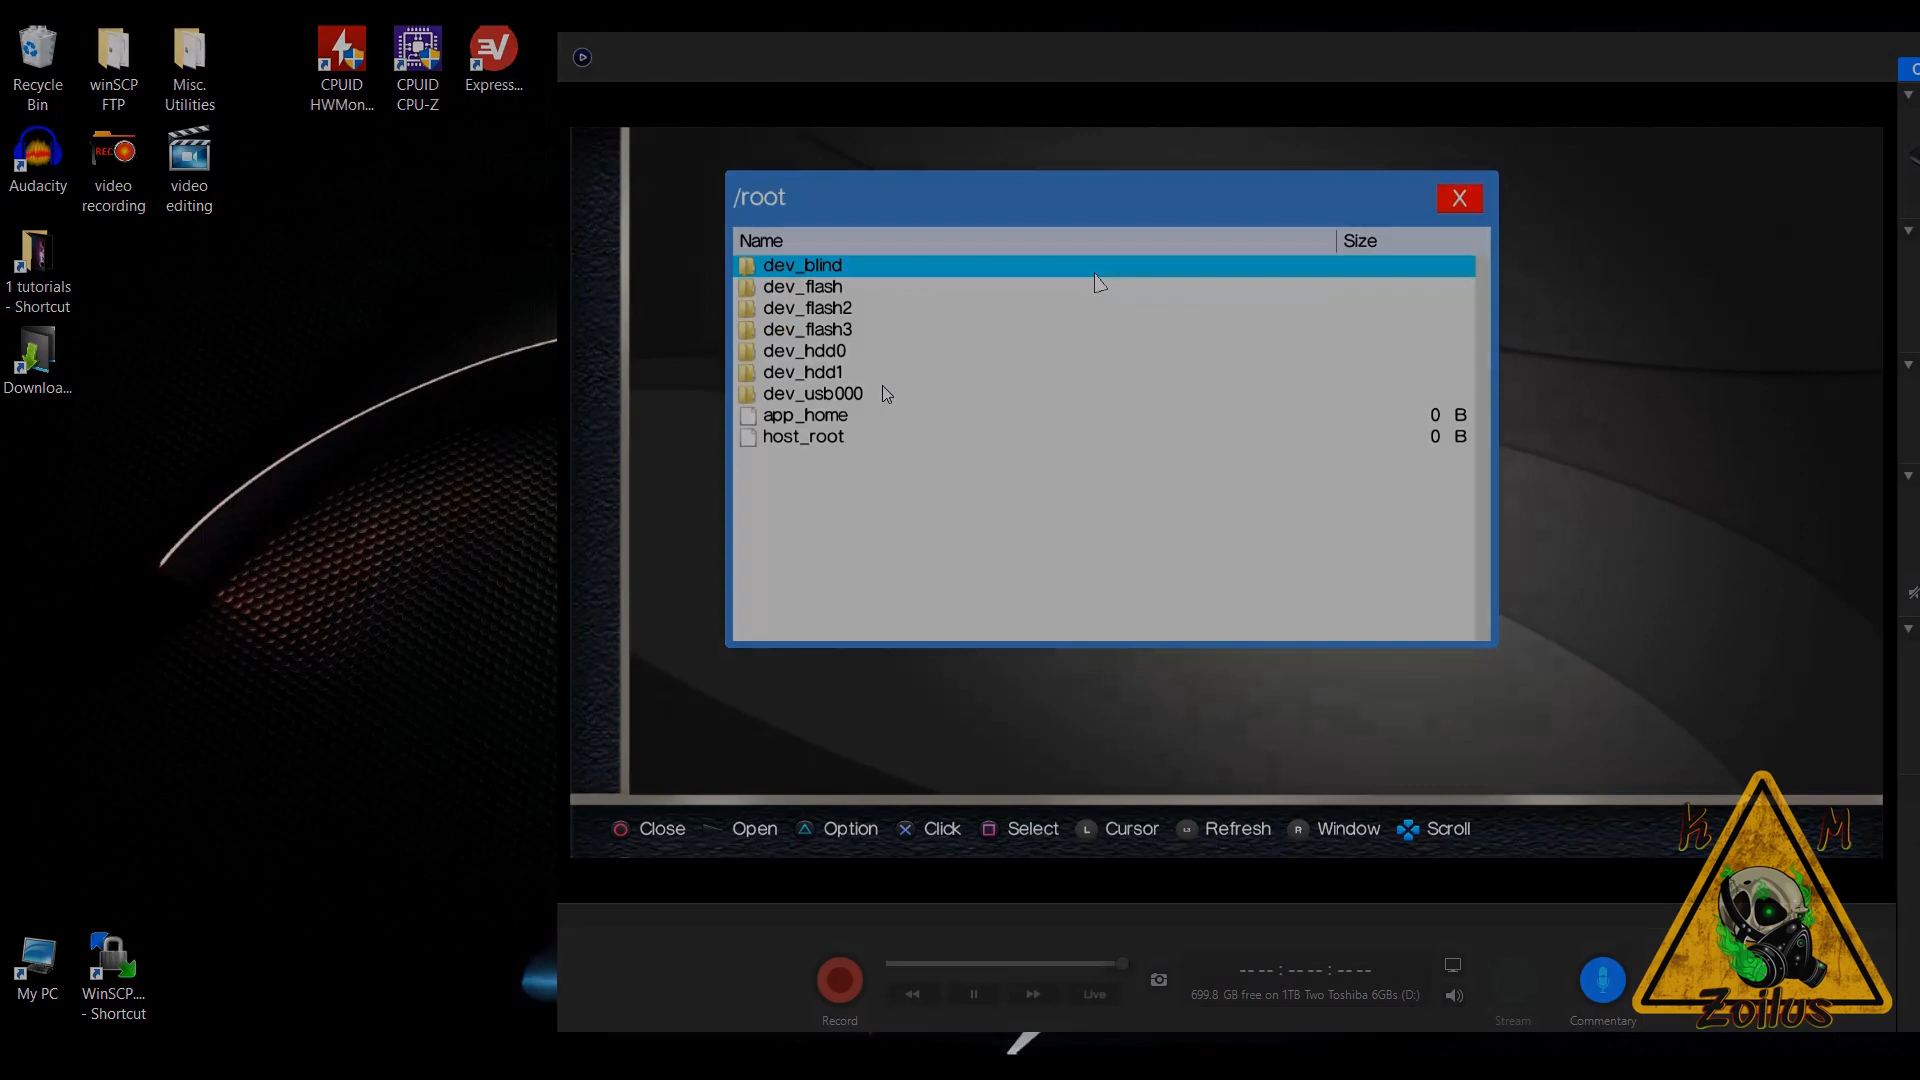 Recycle
Bin
winSCP
FTP
Misc.
Utilities
CPUID
HWMon...
CPUID
CPU-Z
Express...
REC
Audacity
video
recording
video
editing
1 tutorials
- Shortcut
Downloa...
My PC
WinSCP....
- Shortcut
/root
X
Name
Size
dev_blind
dev_flash
dev_flash2
dev_flash3
dev_hdd0
dev_hdd1
dev_usb000
app_home
0 B
host_root
0 B
Close
Open
Option
Click
Select
L Cursor
L3 Refresh
R Window
Scroll
Record
Live
-- -- : -- -- : -- --
699.8 GB free on 1TB Two Toshiba 6GBs (D:)
Stream
Commentary
M
Zoilus